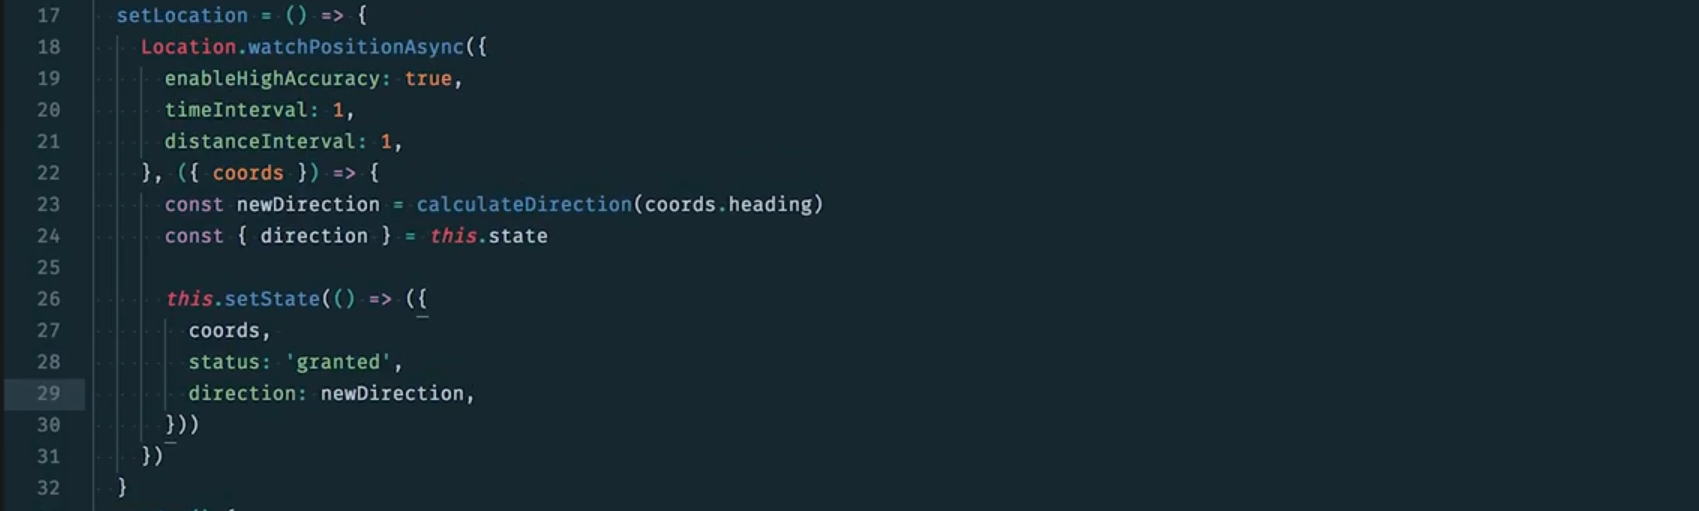 17 setLocation = () => {
18 Location.watchPositionAsync({
19 enableHighAccuracy: true,
20 timeInterval: 1,
21 distanceInterval: 1,
22 }, ({ coords }) => {
23 const newDirection = calculateDirection(coords.heading)
24 const { direction } = this.state
25
26 this.setState(() => ({
27 coords,
28 status: 'granted',
29 direction: newDirection,
30 }))
31 })
32 }